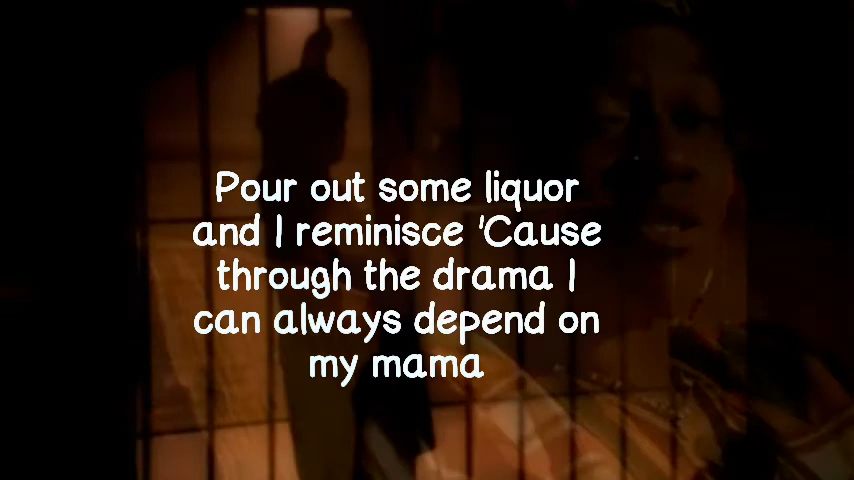 Pour out some liquor
and I reminisce 'Cause
through the drama I
can always depend on
my mama